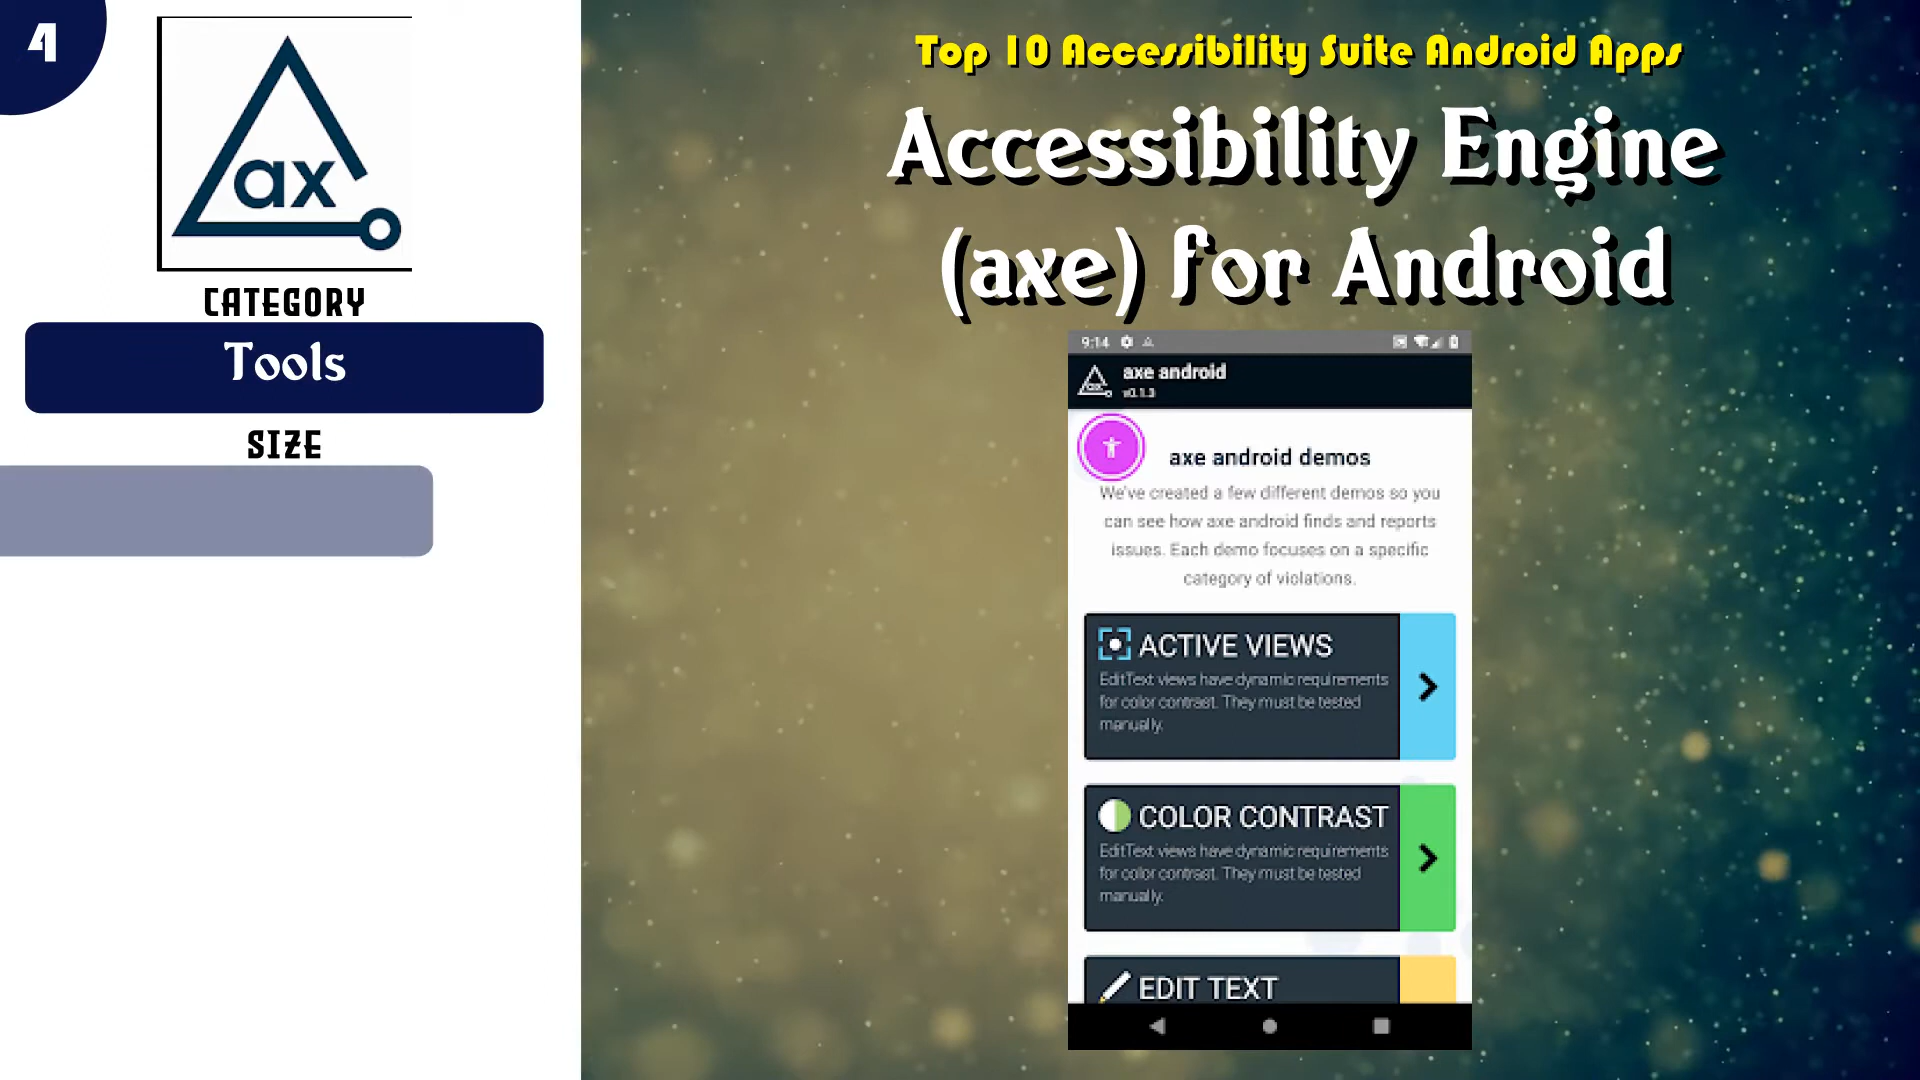 4
ax
CATEGORY
Tools
SIZE
Top 10 Accessibility Suite Android Apps
Accessibility Engine
(axe) for Android
9:14
ax
axe android
v0.1.3
axe android demos
We've created a few different demos so you
can see how axe android finds and reports
issues. Each demo focuses on a specific
category of violations.
ACTIVE VIEWS
EditText views have dynamic requirements
for color contrast. They must be tested
manually.
COLOR CONTRAST
EditText views have dynamic requirements
for color contrast. They must be tested
manually.
EDIT TEXT